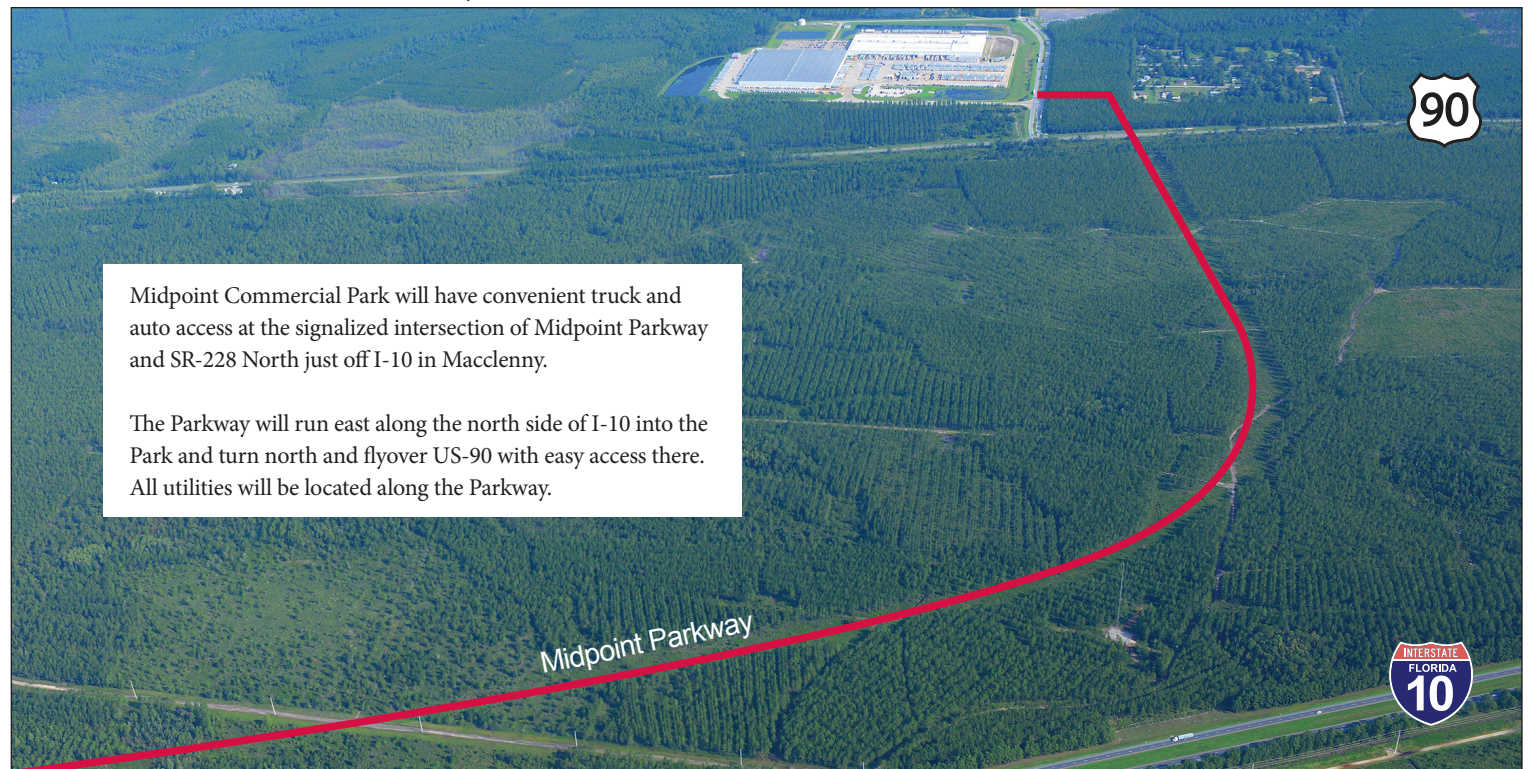 90
Midpoint Commercial Park will have convenient truck and
auto access at the signalized intersection of Midpoint Parkway
and SR-228 North just off I-10 in Macclenny.
The Parkway will run east along the north side of I-10 into the
Park and turn north and flyover US-90 with easy access there.
All utilities will be located along the Parkway.
Midpoint Parkway
INTERSTATE
FLORIDA
10